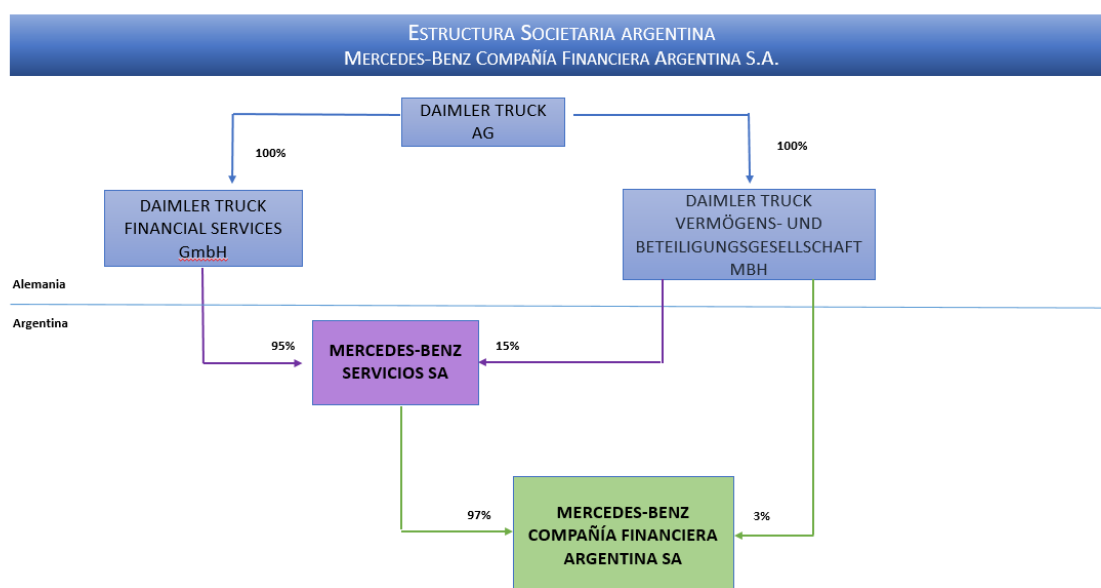 ESTRUCTURA SOCIETARIA ARGENTINA
MERCEDES-BENZ COMPAÑÍA FINANCIERA ARGENTINA S.A.
DAIMLER TRUCK
AG
100%
100%
DAIMLER TRUCK
FINANCIAL SERVICES
GmbH
DAIMLER TRUCK
VERMÖGENS- UND
BETEILIGUNGSGESELLSCHAFT
MBH
Alemania
Argentina
95%
MERCEDES-BENZ
SERVICIOS SA
15%
97%
MERCEDES-BENZ
COMPAÑÍA FINANCIERA
ARGENTINA SA
3%